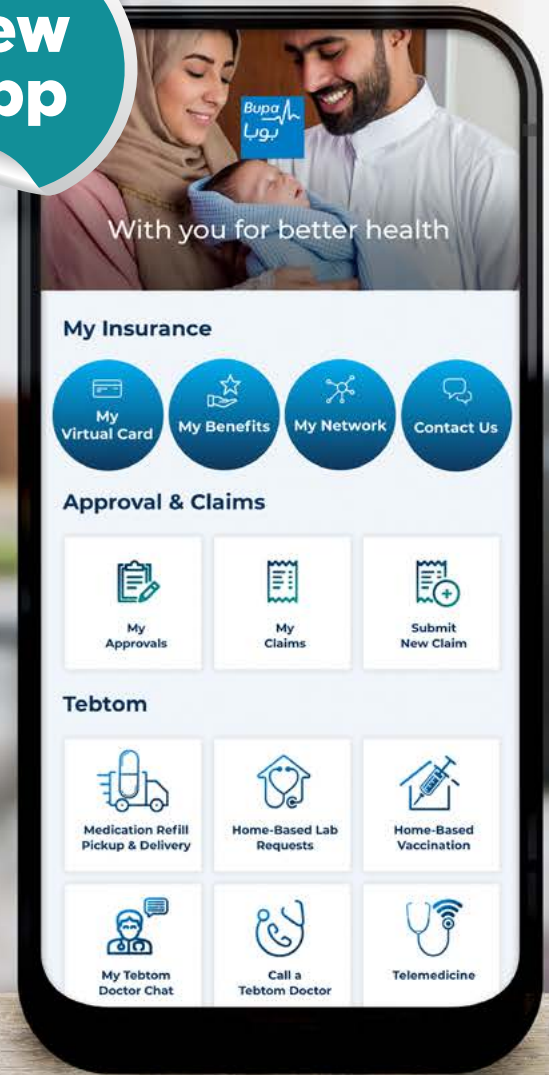 Bupa
بوبا
With you for better health
My Insurance
My
Virtual Card
My Benefits
My Network
Contact Us
Approval & Claims
My
Approvals
My
Claims
Submit
New Claim
Tebtom
Medication Refill
Pickup & Delivery
Home-Based Lab
Requests
Home-Based
Vaccination
My Tebtom
Doctor Chat
Call a
Tebtom Doctor
Telemedicine